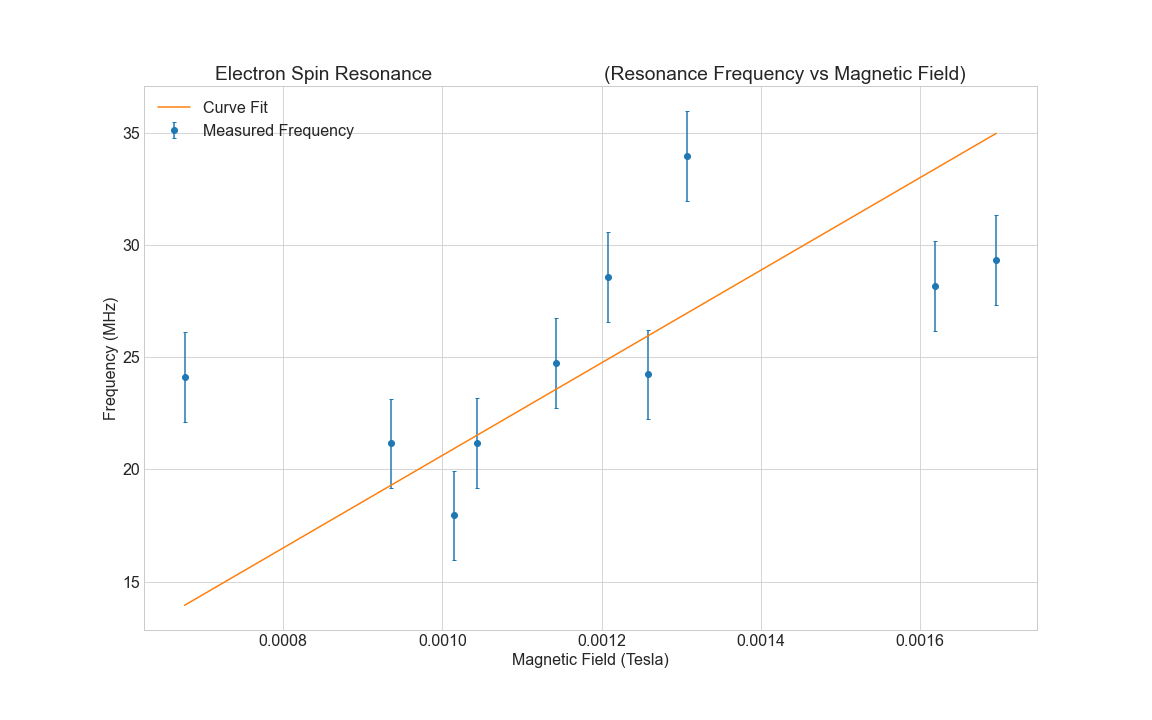 Electron Spin Resonance (Resonance Frequency vs Magnetic Field)
Curve Fit
Measured Frequency
35
30
25
20
15
Frequency (MHz)
0.0008 0.0010 0.0012 0.0014 0.0016
Magnetic Field (Tesla)